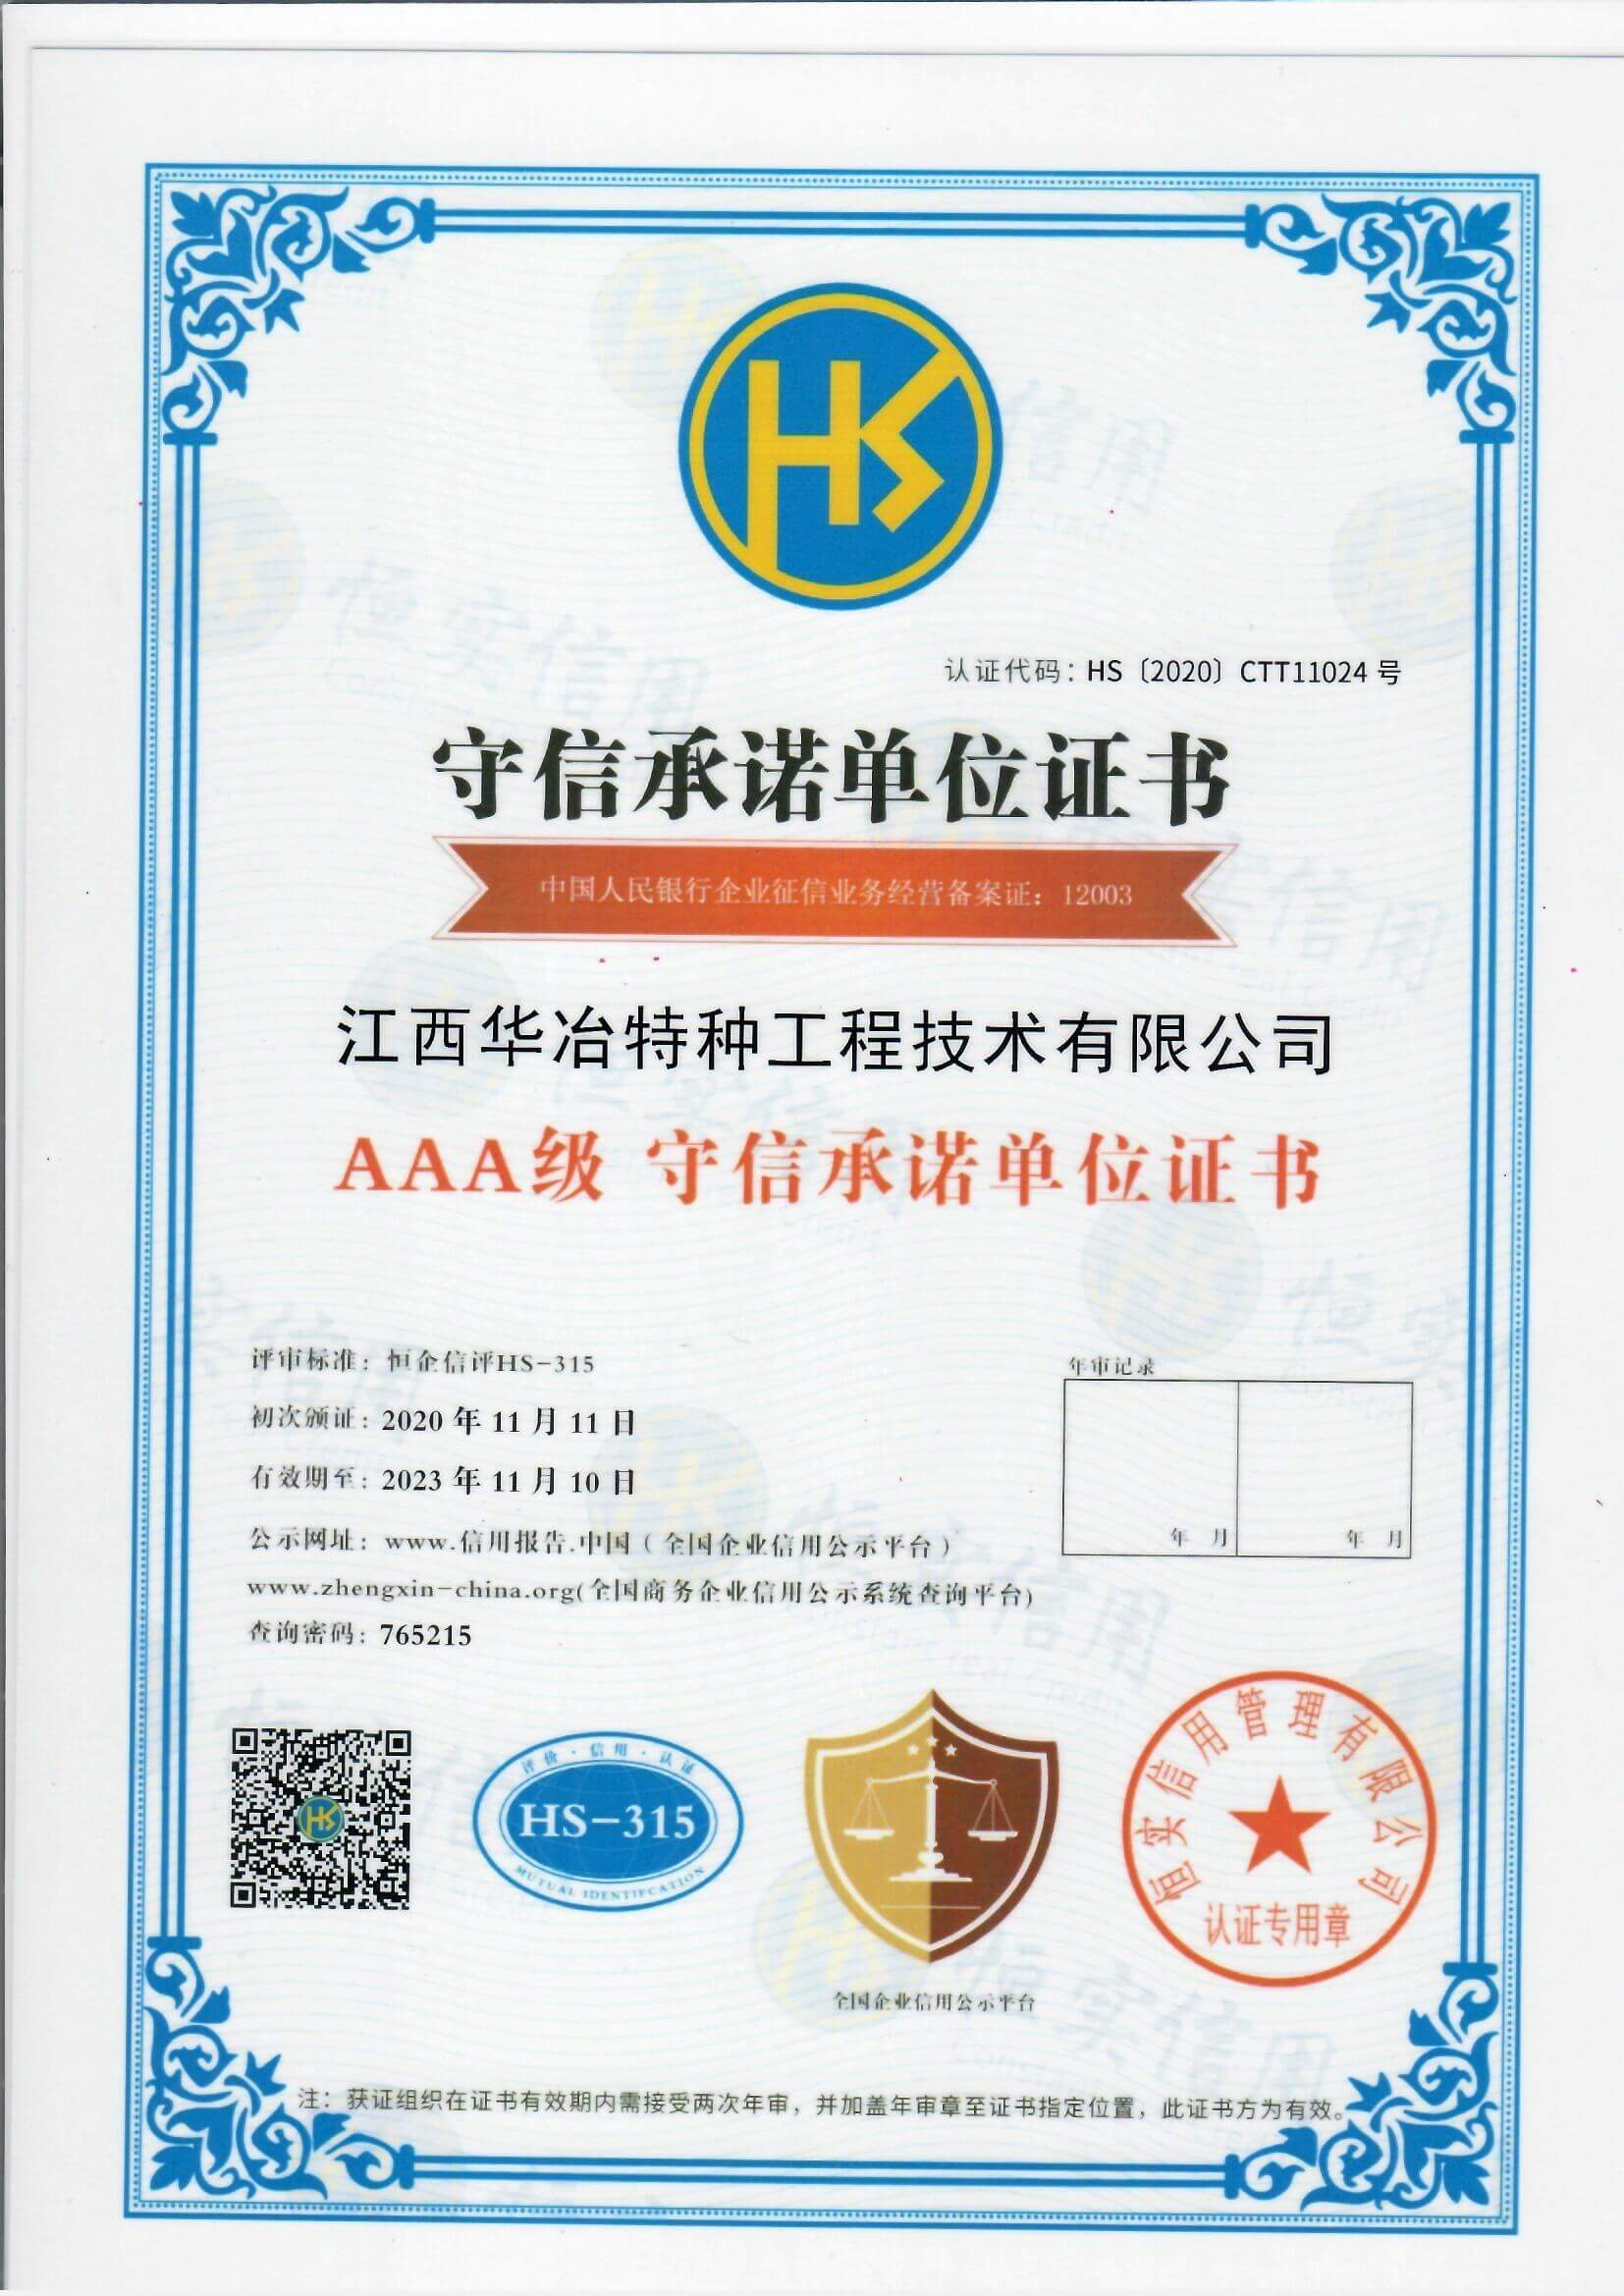 HS
认证代码：HS〔2020〕CTT11024 号
守信承诺单位证书
中国人民银行企业征信业务经营备案证：12003
江西华冶特种工程技术有限公司
AAA级 守信承诺单位证书
评审标准：恒企信评HS-315
初次颁证：2020 年 11 月 11 日
有效期至：2023 年 11 月 10 日
公示网址：www.信用报告.中国（全国企业信用公示平台）
www.zhengxin-china.org(全国商务企业信用公示系统查询平台)
查询密码：765215
年审记录
年 月 年 月
评价·信用·认证
HS-315
MUTUAL IDENTIFCATION
全国企业信用公示平台
恒实信用管理有限公司
认证专用章
注：获证组织在证书有效期内需接受两次年审，并加盖年审章至证书指定位置，此证书方为有效。